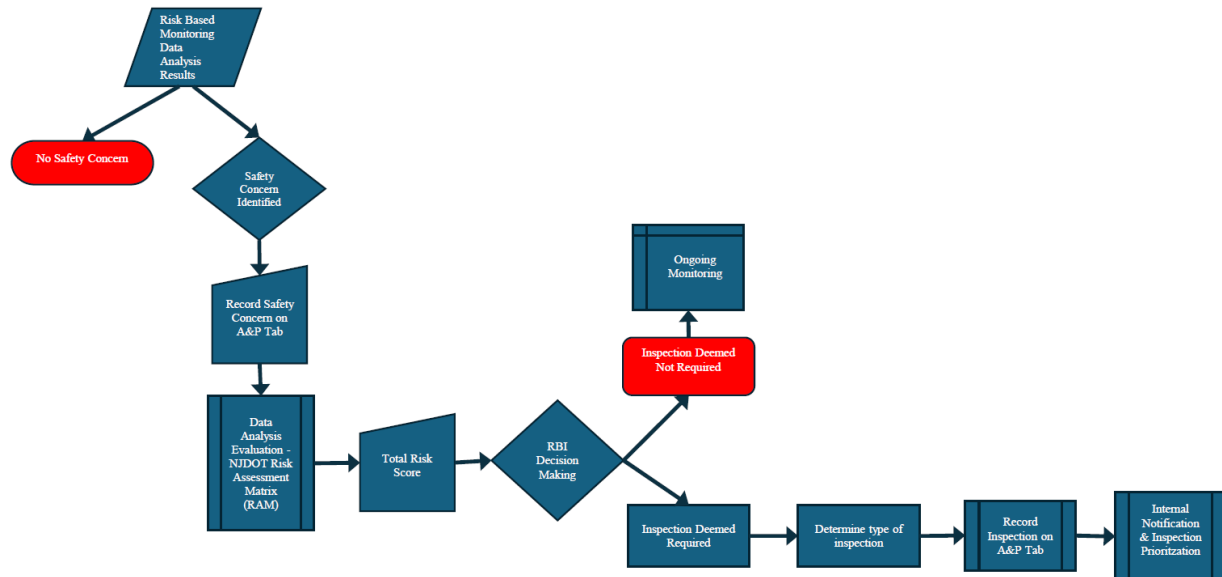 Risk Based
Monitoring
Data
Analysis
Results
No Safety Concern
Safety
Concern
Identified
Record Safety
Concern on
A&P Tab
Data
Analysis
Evaluation -
NJDOT Risk
Assessment
Matrix
(RAM)
Total Risk
Score
RBI
Decision
Making
Ongoing
Monitoring
Inspection Deemed
Not Required
Inspection Deemed
Required
Determine type of
inspection
Record
Inspection on
A&P Tab
Internal
Notification
& Inspection
Prioritzation